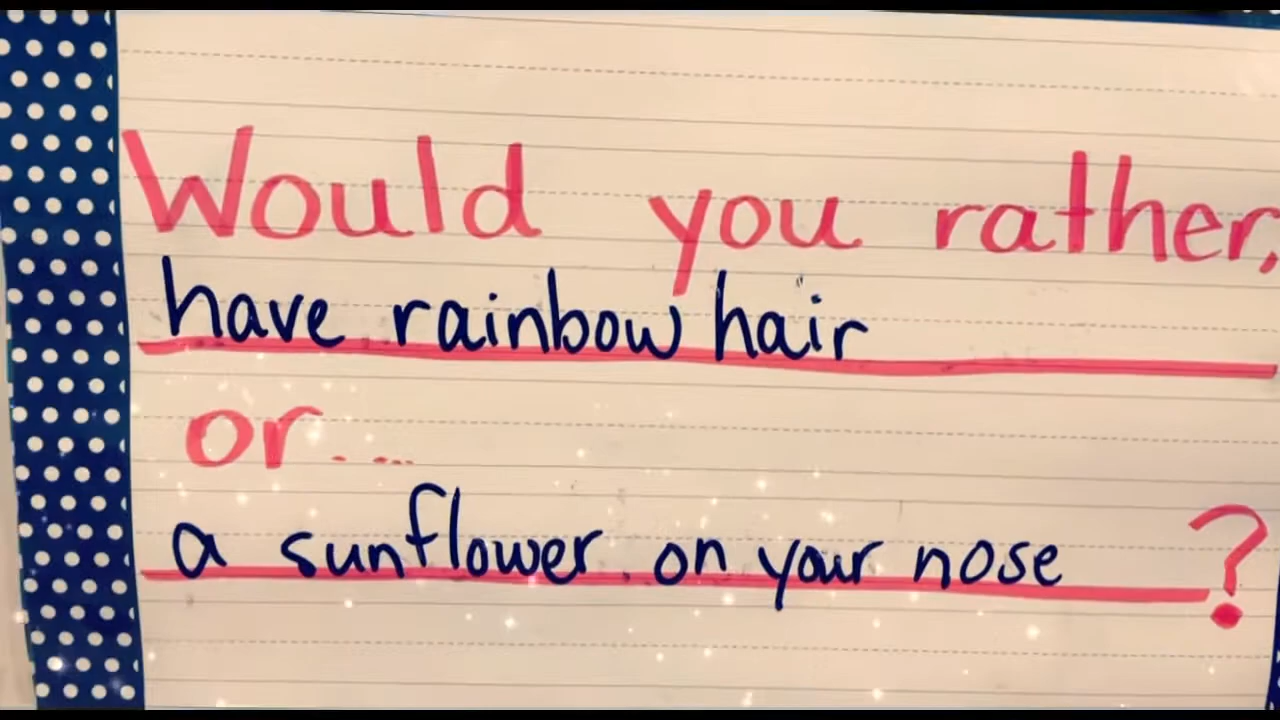 Would you rather,
have rainbow hair
or.....
a sunflower on your nose ?